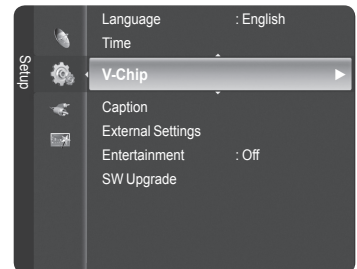 Setup
Language : English
Time
V-Chip
Caption
External Settings
Entertainment : Off
SW Upgrade